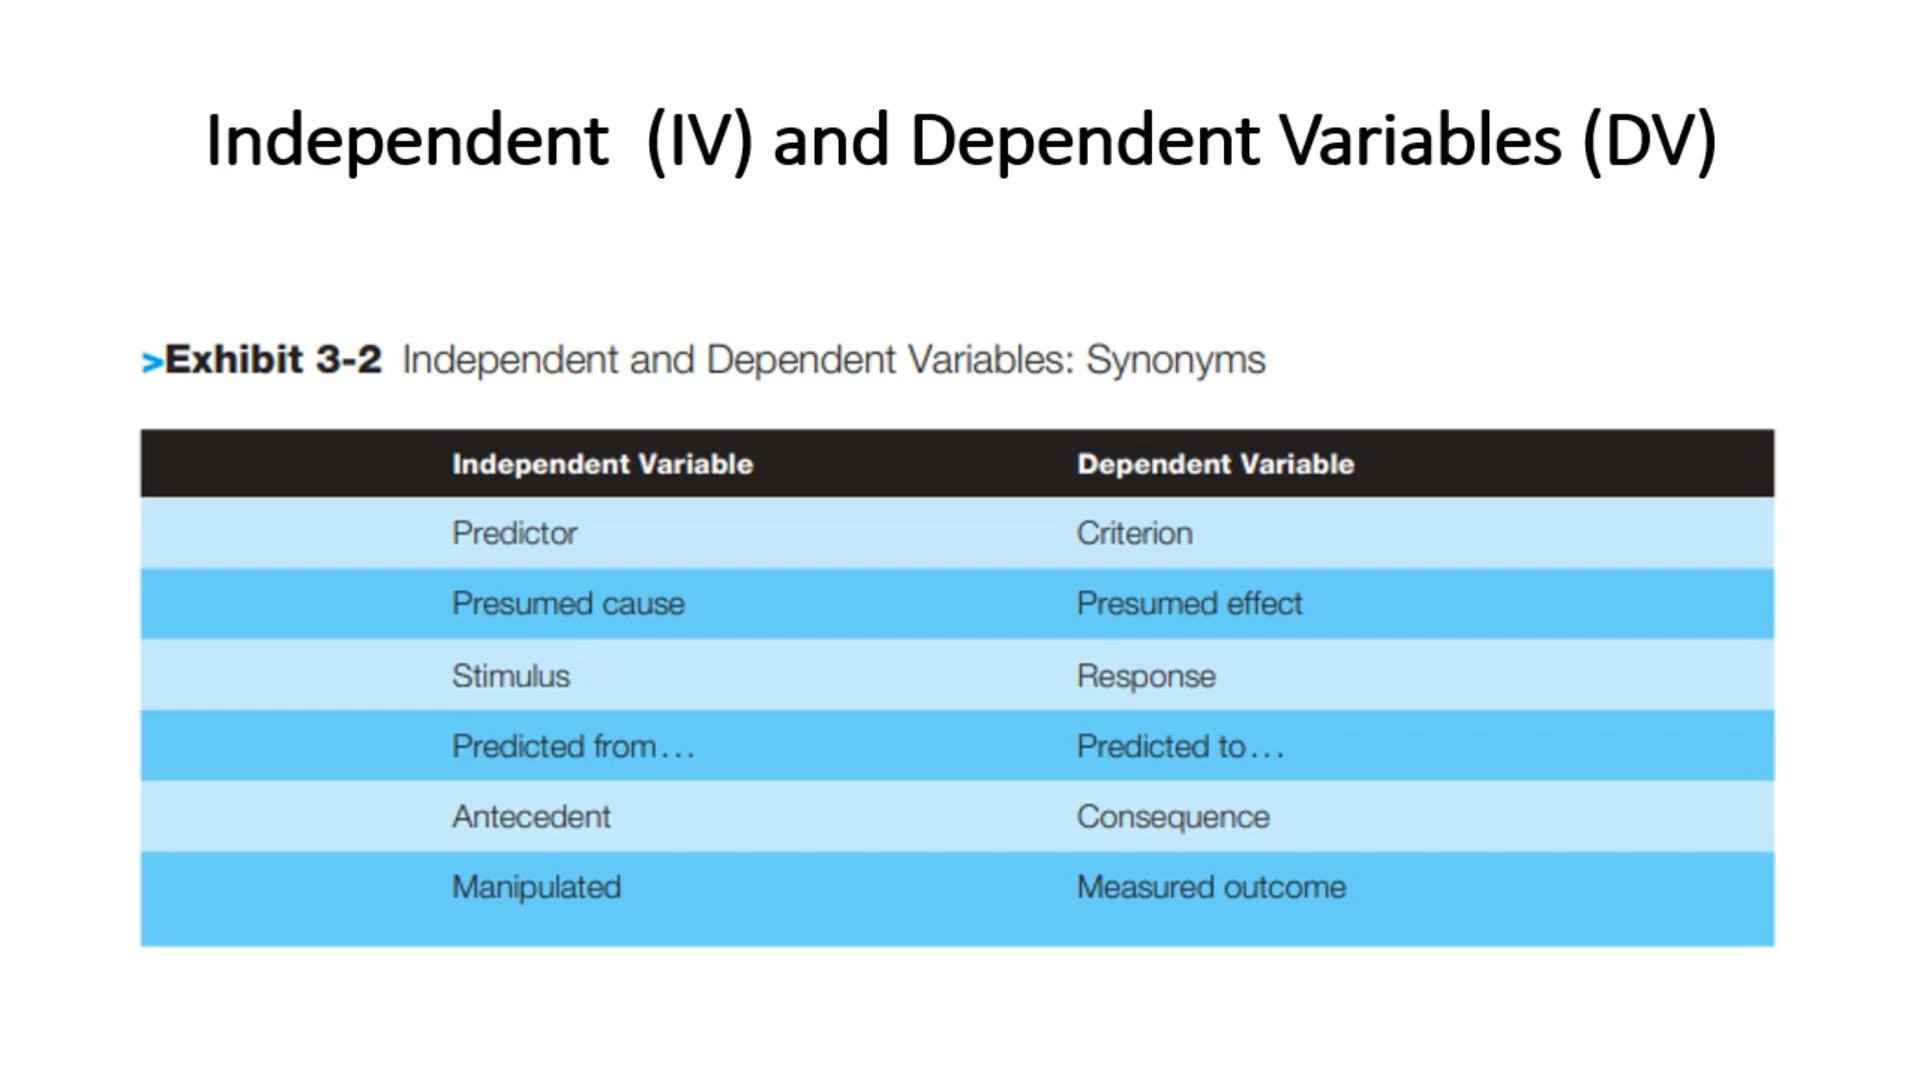 Independent  (IV) and Dependent Variables (DV)
>Exhibit 3-2 Independent and Dependent Variables: Synonyms
Independent Variable Dependent Variable
Predictor Criterion
Presumed cause Presumed effect
Stimulus Response
Predicted from... Predicted to...
Antecedent Consequence
Manipulated Measured outcome